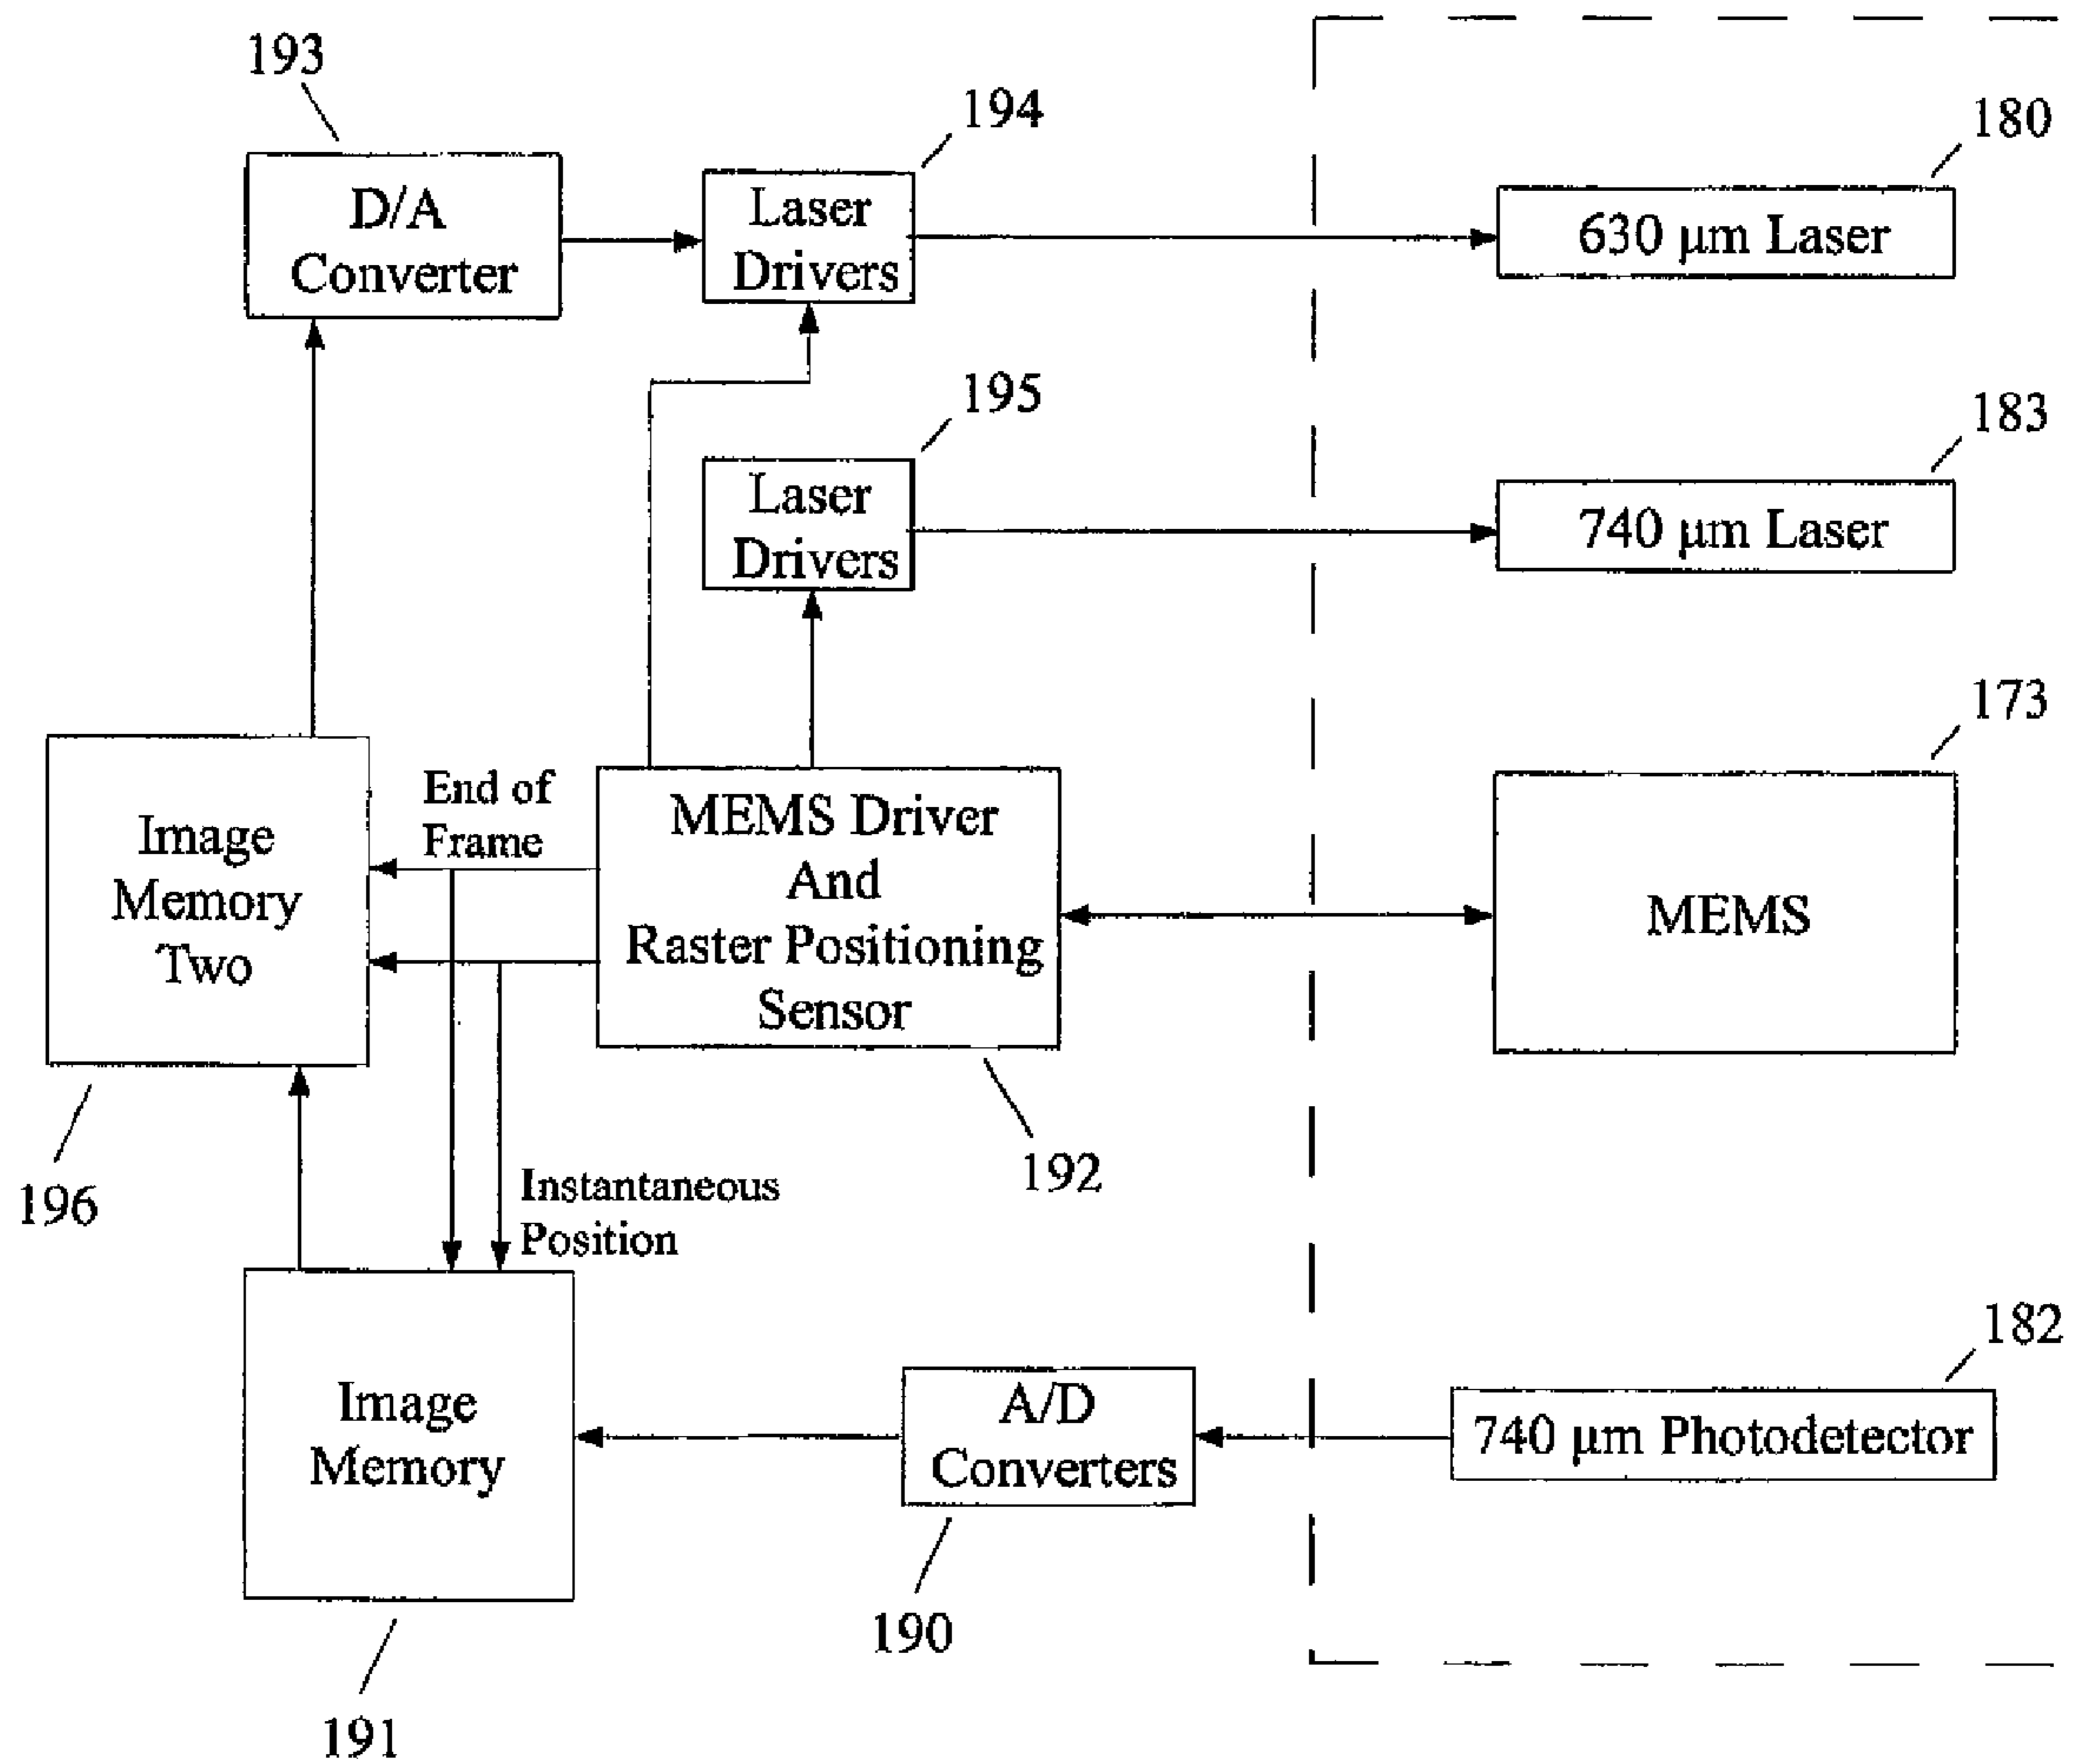 193
D/A
Converter
194
Laser
Drivers
180
630 μm Laser
195
Laser
Drivers
183
740 μm Laser
173
MEMS
End of
Frame
MEMS Driver
And
Raster Positioning
Sensor
192
Image
Memory
Two
196
Instantaneous
Position
Image
Memory
191
A/D
Converters
190
182
740 μm Photodetector